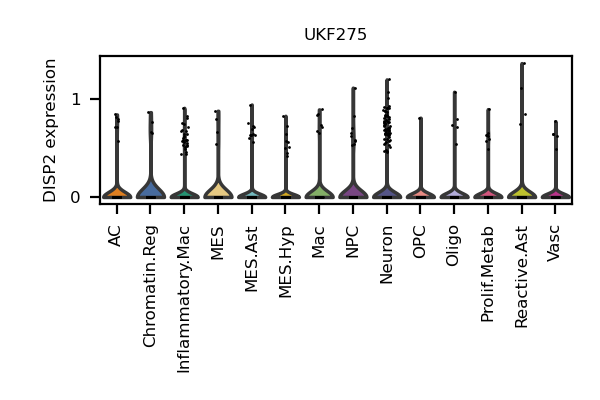 UKF275
DISP2 expression
1
0
AC
Chromatin.Reg
Inflammatory.Mac
MES
MES.Ast
MES.Hyp
Mac
NPC
Neuron
OPC
Oligo
Prolif.Metab
Reactive.Ast
Vasc